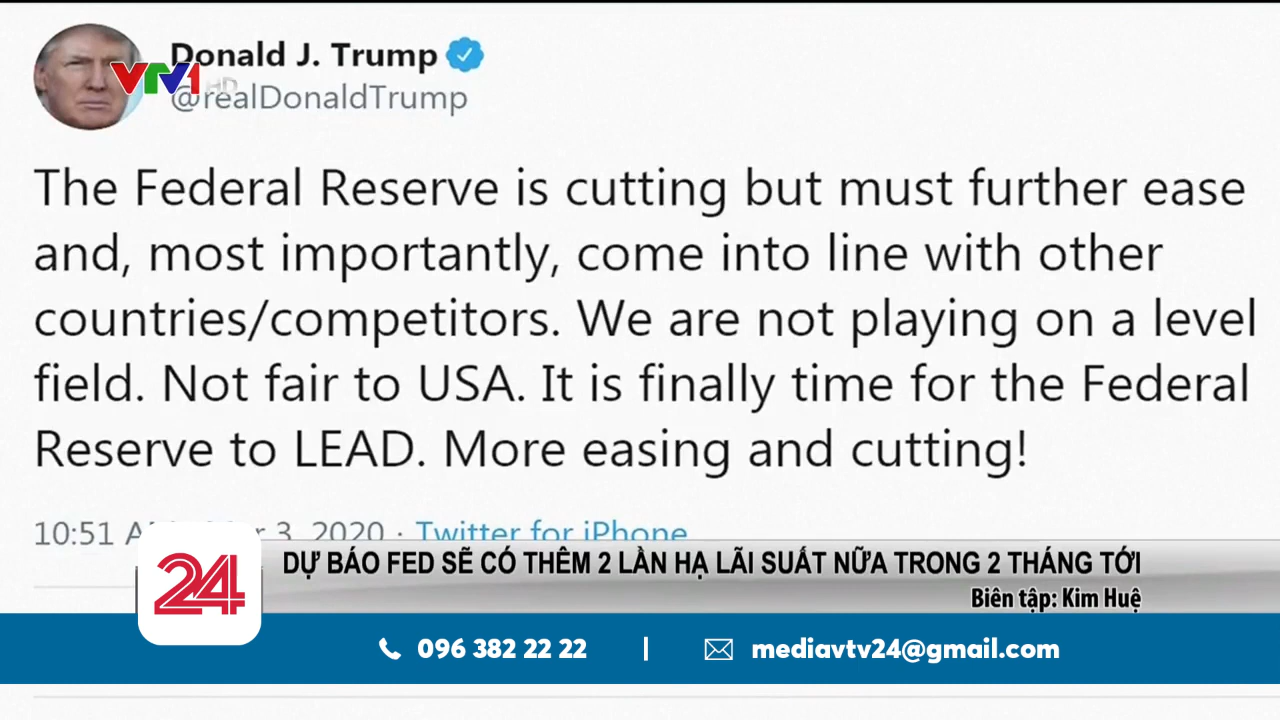 Donald J. Trump
VTV1 HD
@realDonaldTrump
The Federal Reserve is cutting but must further ease
and, most importantly, come into line with other
countries/competitors. We are not playing on a level
field. Not fair to USA. It is finally time for the Federal
Reserve to LEAD. More easing and cutting!
10:51 3, 2020 · Twitter for iPhone
24
DỰ BÁO FED SẼ CÓ THÊM 2 LẦN HẠ LÃI SUẤT NỮA TRONG 2 THÁNG TỚI
Biên tập: Kim Huệ
096 382 22 22 | mediavtv24@gmail.com